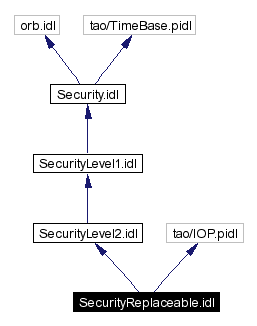 orb.idl
tao/TimeBase.pidl
Security.idl
SecurityLevel1.idl
SecurityLevel2.idl
tao/IOP.pidl
SecurityReplaceable.idl